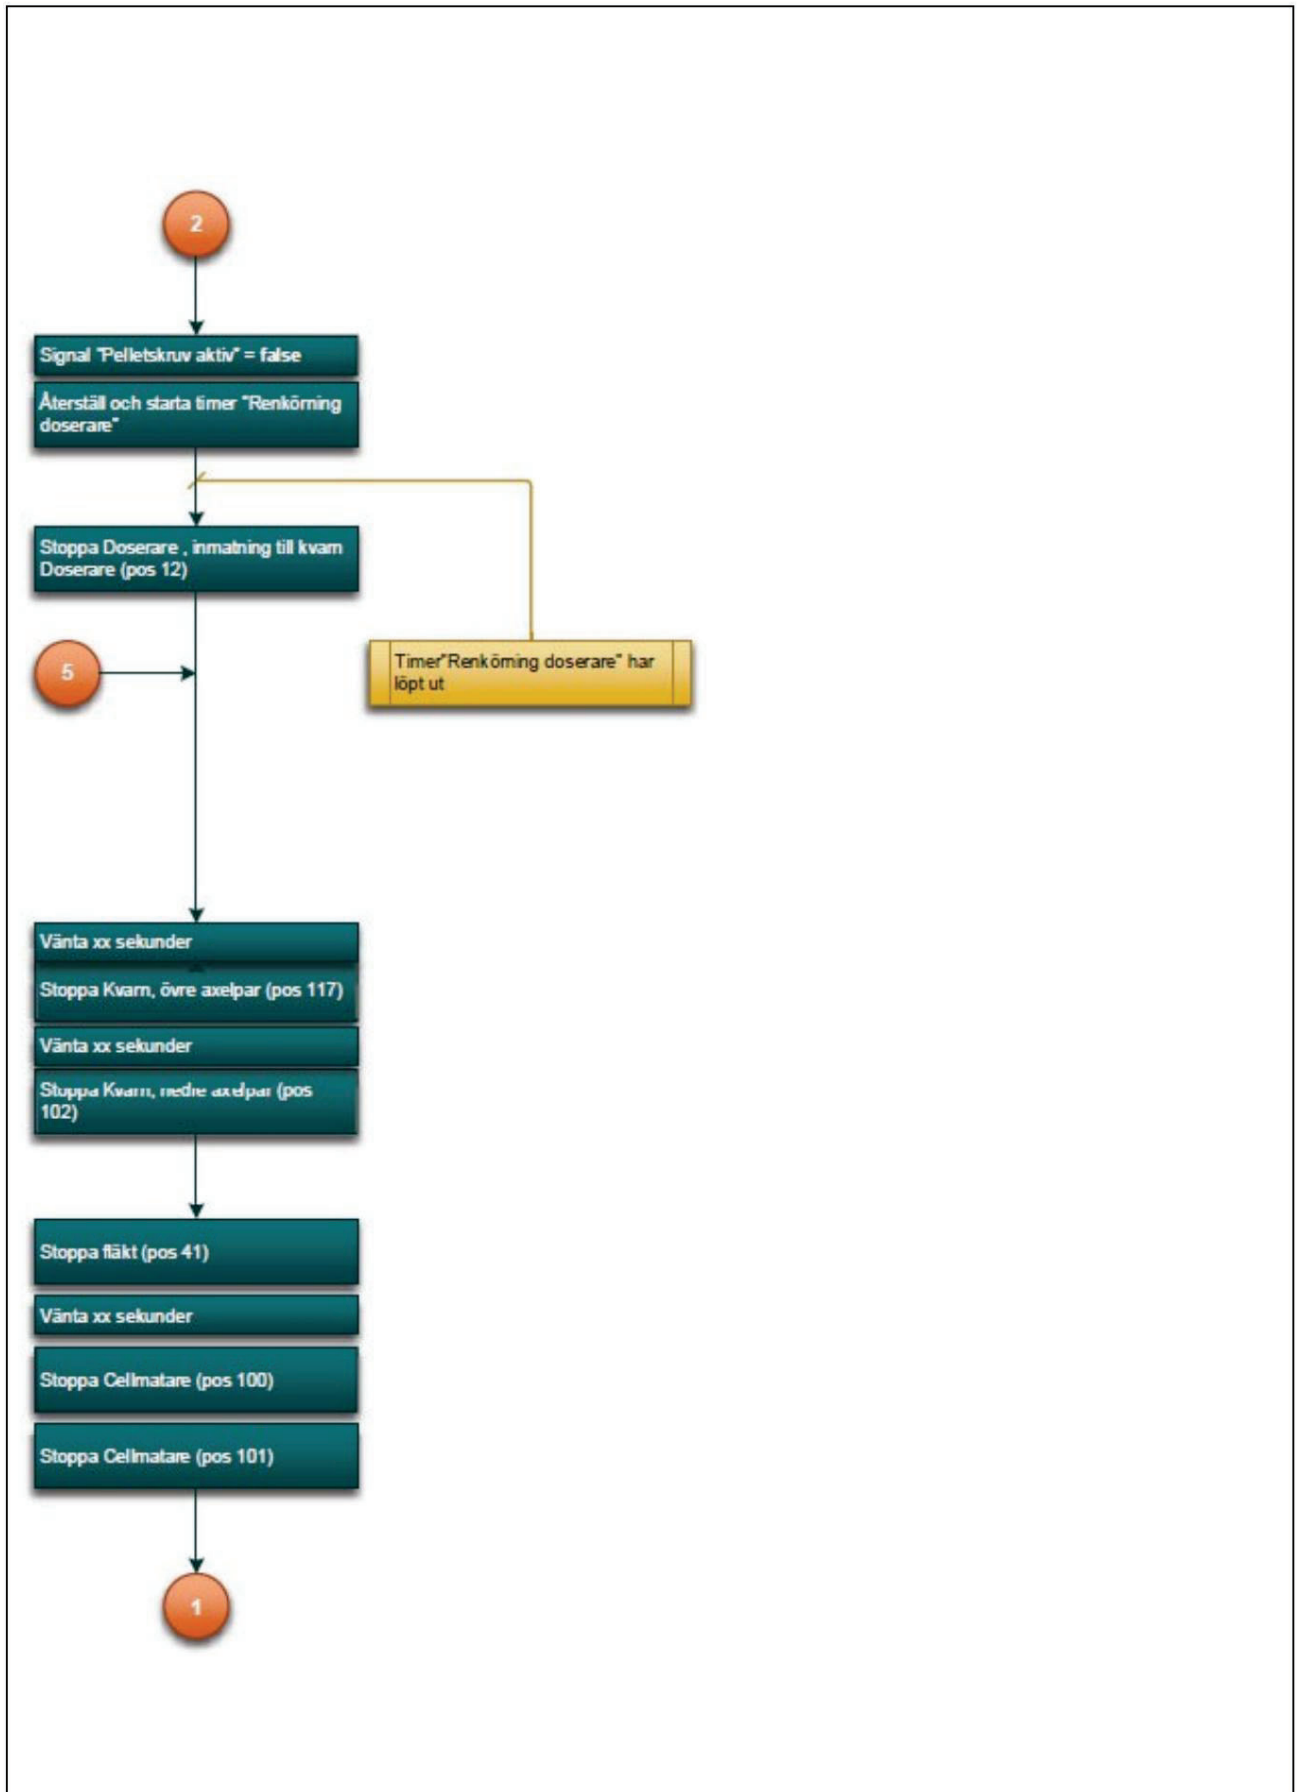 2
Signal "Pelletskruv aktiv" = false
Återställ och starta timer "Renkörning
doserare"
Stoppa Doserare , inmatning till kvarn
Doserare (pos 12)
5
Timer"Renkörning doserare" har
löpt ut
Vänta xx sekunder
Stoppa Kvarn, övre axelpar (pos 117)
Vänta xx sekunder
Stoppa Kvarn, nedre axelpar (pos
102)
Stoppa fläkt (pos 41)
Vänta xx sekunder
Stoppa Cellmatare (pos 100)
Stoppa Cellmatare (pos 101)
1